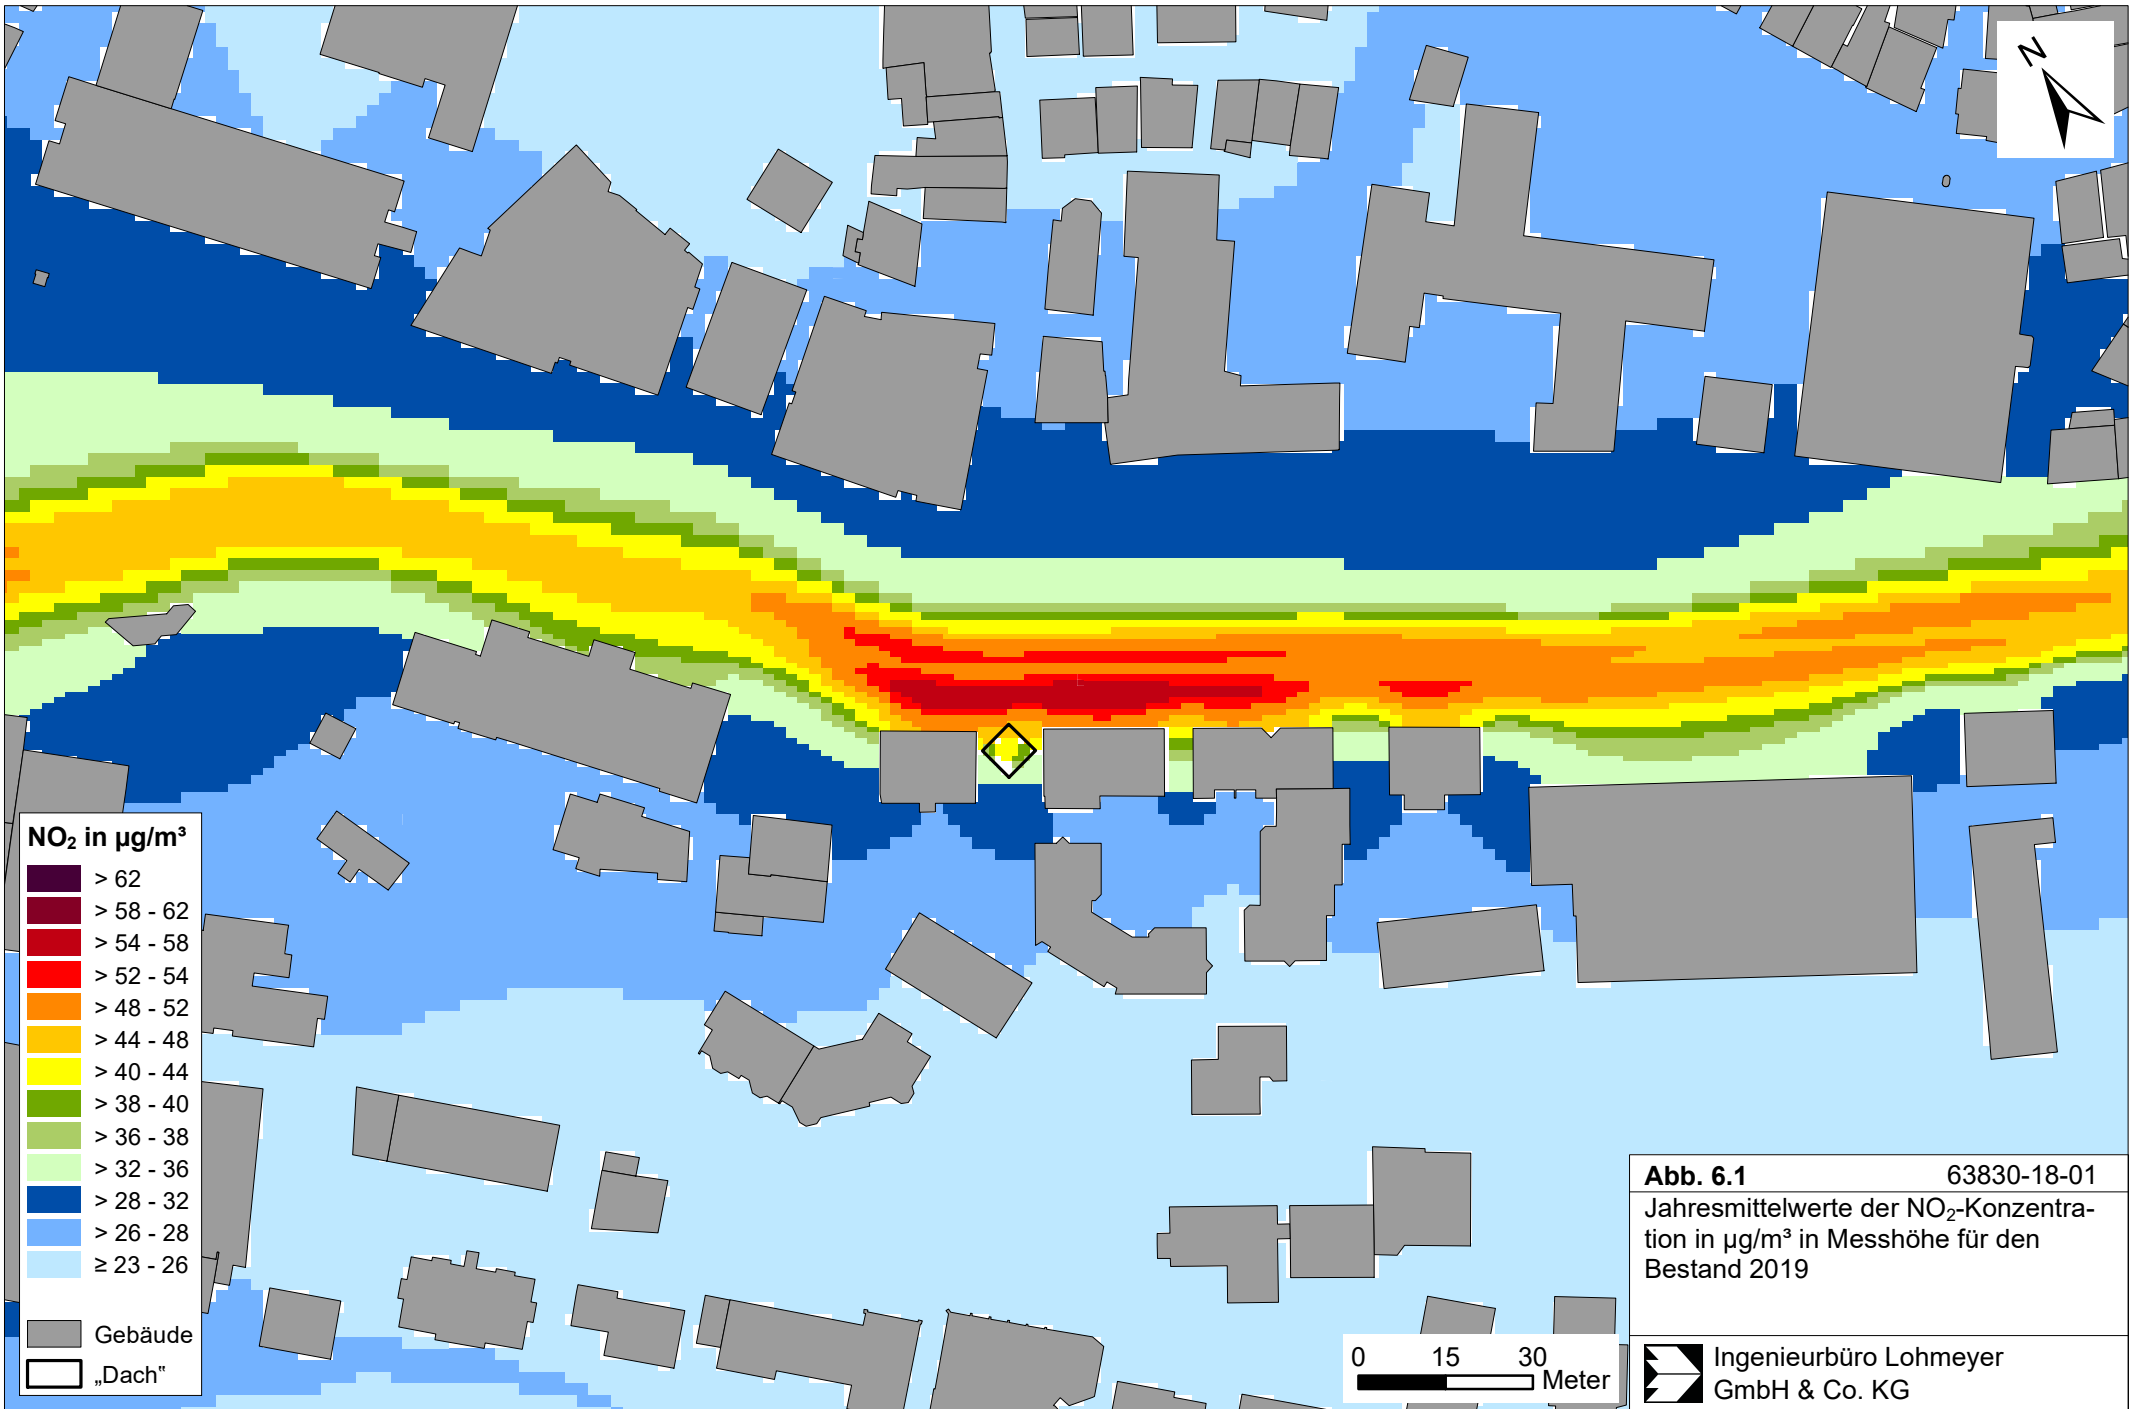 N
NO₂ in µg/m³
> 62
> 58 - 62
> 54 - 58
> 52 - 54
> 48 - 52
> 44 - 48
> 40 - 44
> 38 - 40
> 36 - 38
> 32 - 36
> 28 - 32
> 26 - 28
≥ 23 - 26
Gebäude
„Dach“
0 15 30
Meter
Abb. 6.1 63830-18-01
Jahresmittelwerte der NO₂-Konzentra-
tion in µg/m³ in Messhöhe für den
Bestand 2019
Ingenieurbüro Lohmeyer
GmbH & Co. KG